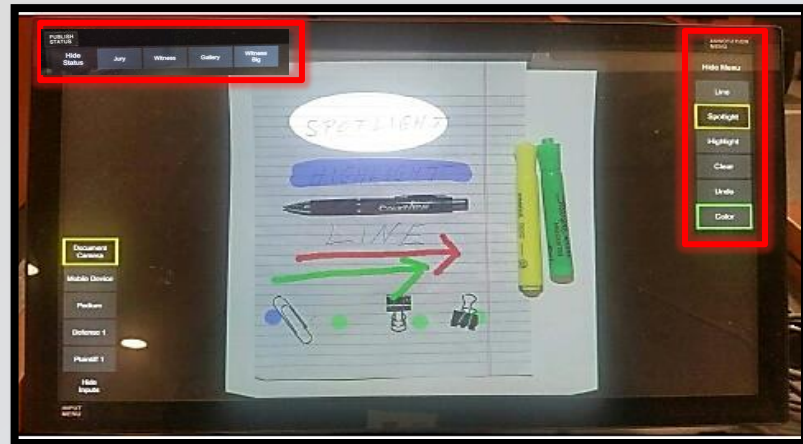 PUBLISH
STATUS
Hide
Status
Jury
Witness
Gallery
Witness
Big
ANNOTATION
MENU
Hide Menu
Line
Spotlight
Highlight
Clear
Undo
Color
SPOTLIGHT
HIGHLIGHT
LINE
Document
Camera
Mobile Device
Podium
Defense 1
Plaintiff 1
Hide
Inputs
INPUT
MENU